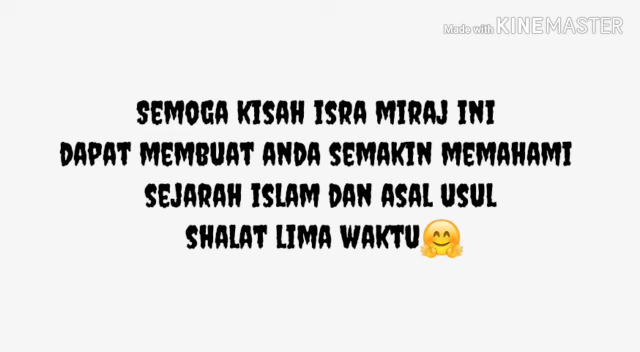 Made with KINEMASTER
SEMOGA KISAH ISRA MIRAJ INI
DAPAT MEMBUAT ANDA SEMAKIN MEMAHAMI
SEJARAH ISLAM DAN ASAL USUL
SHALAT LIMA WAKTU🤗